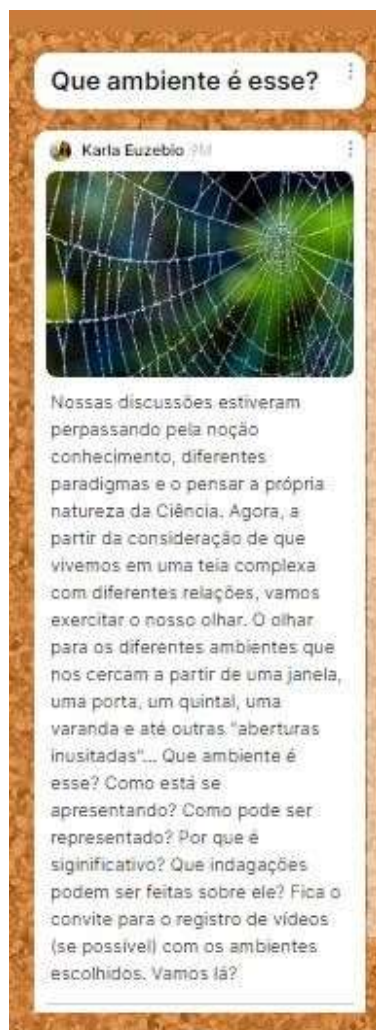 Que ambiente é esse?
Karla Euzebio 9M
Nossas discussões estiveram
perpassando pela noção
conhecimento, diferentes
paradigmas e o pensar a própria
natureza da Ciência. Agora, a
partir da consideração de que
vivemos em uma teia complexa
com diferentes relações, vamos
exercitar o nosso olhar. O olhar
para os diferentes ambientes que
nos cercam a partir de uma janela,
uma porta, um quintal, uma
varanda e até outras "aberturas
inusitadas"... Que ambiente é
esse? Como está se
apresentando? Como pode ser
representado? Por que é
siginificativo? Que indagações
podem ser feitas sobre ele? Fica o
convite para o registro de vídeos
(se possível) com os ambientes
escolhidos. Vamos lá?